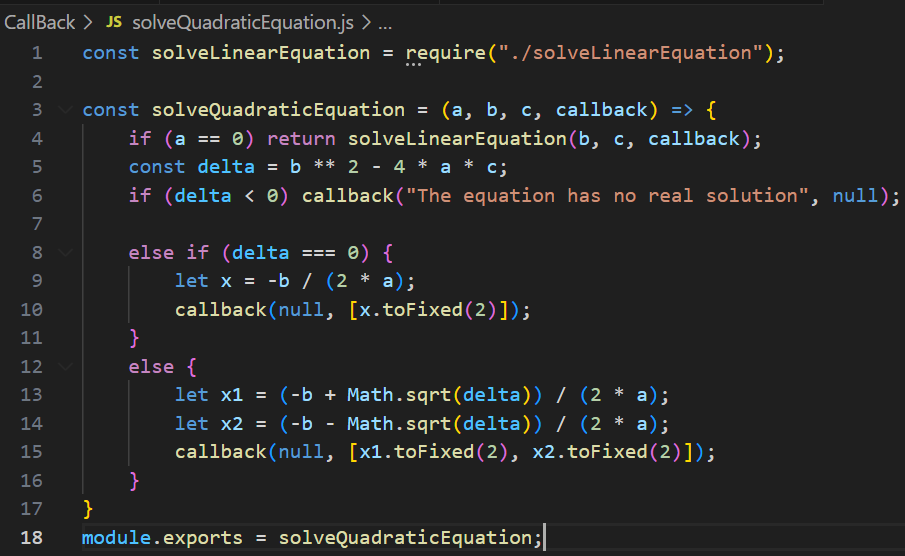 CallBack > JS solveQuadraticEquation.js > ...
1 const solveLinearEquation = require("./solveLinearEquation");
2
3 const solveQuadraticEquation = (a, b, c, callback) => {
4     if (a == 0) return solveLinearEquation(b, c, callback);
5     const delta = b ** 2 - 4 * a * c;
6     if (delta < 0) callback("The equation has no real solution", null);
7
8     else if (delta === 0) {
9         let x = -b / (2 * a);
10         callback(null, [x.toFixed(2)]);
11     }
12     else {
13         let x1 = (-b + Math.sqrt(delta)) / (2 * a);
14         let x2 = (-b - Math.sqrt(delta)) / (2 * a);
15         callback(null, [x1.toFixed(2), x2.toFixed(2)]);
16     }
17 }
18 module.exports = solveQuadraticEquation;